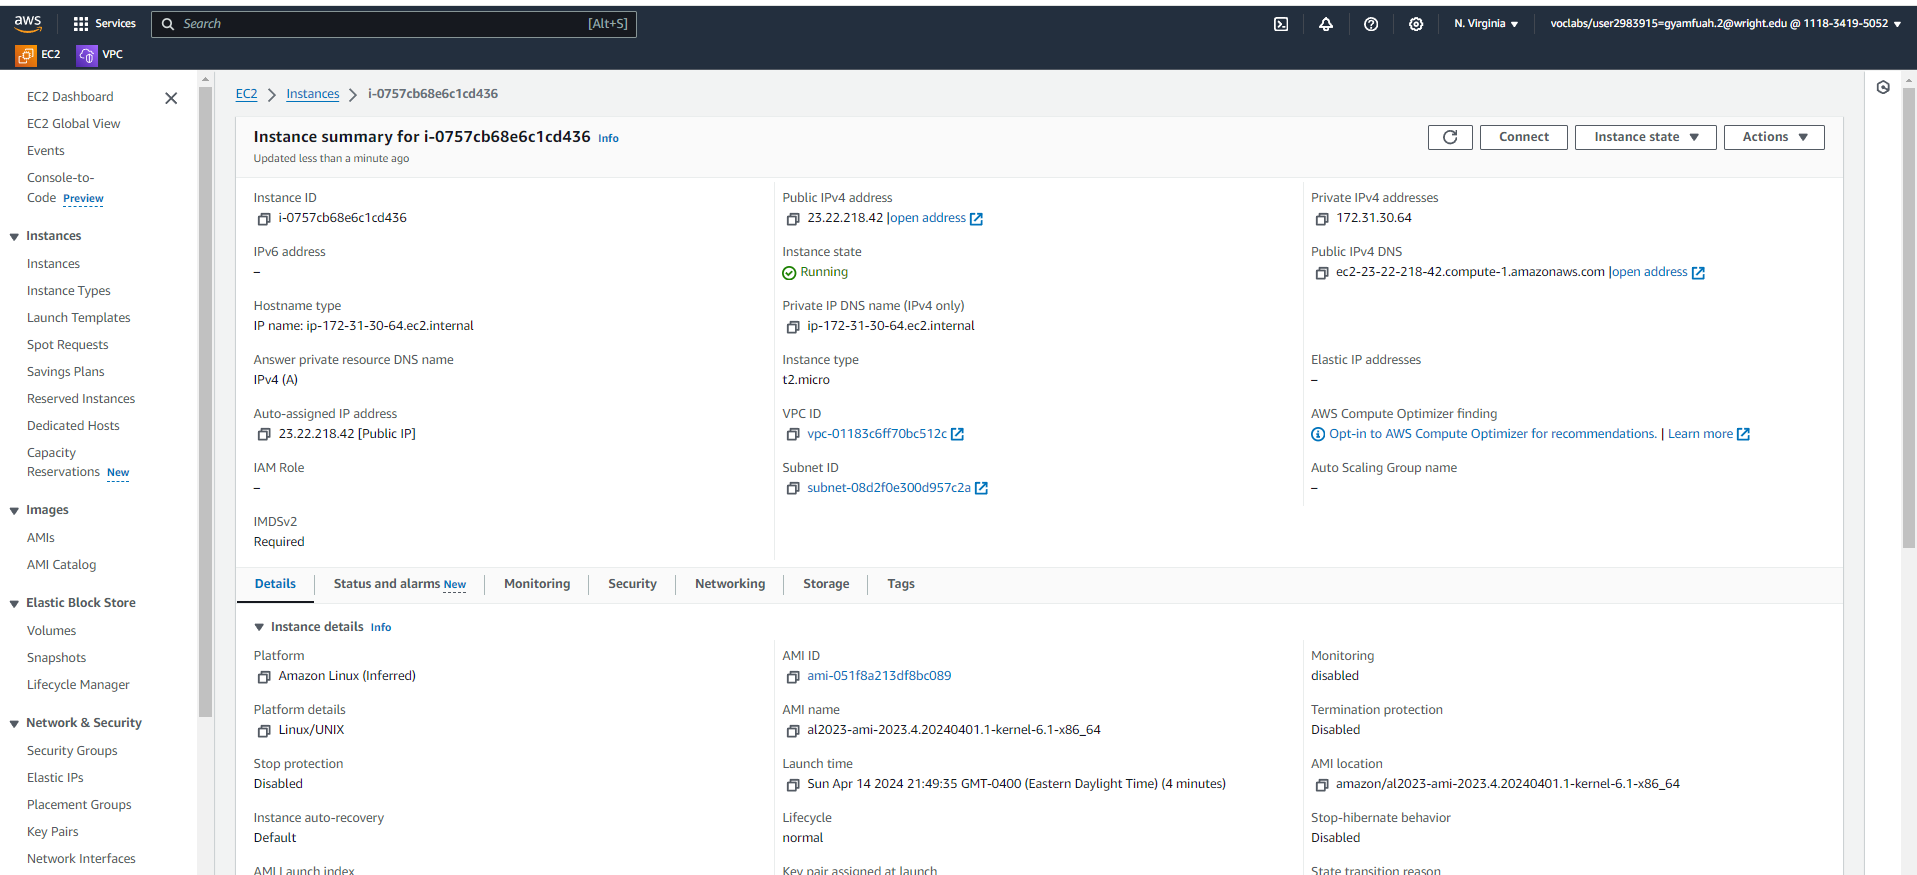 aws
Services
Search
[Alt+S]
N. Virginia
voclabs/user2983915=gyamfuah.2@wright.edu @ 1118-3419-5052
EC2
VPC
EC2 Dashboard
EC2 Global View
Events
Console-to-
Code Preview
Instances
Instances
Instance Types
Launch Templates
Spot Requests
Savings Plans
Reserved Instances
Dedicated Hosts
Capacity
Reservations New
Images
AMIs
AMI Catalog
Elastic Block Store
Volumes
Snapshots
Lifecycle Manager
Network & Security
Security Groups
Elastic IPs
Placement Groups
Key Pairs
Network Interfaces
EC2 > Instances > i-0757cb68e6c1cd436
Instance summary for i-0757cb68e6c1cd436 Info
Updated less than a minute ago
Connect
Instance state
Actions
Instance ID
i-0757cb68e6c1cd436
Public IPv4 address
23.22.218.42 |open address
Private IPv4 addresses
172.31.30.64
IPv6 address
–
Instance state
Running
Public IPv4 DNS
ec2-23-22-218-42.compute-1.amazonaws.com |open address
Hostname type
IP name: ip-172-31-30-64.ec2.internal
Private IP DNS name (IPv4 only)
ip-172-31-30-64.ec2.internal
Answer private resource DNS name
IPv4 (A)
Instance type
t2.micro
Elastic IP addresses
–
Auto-assigned IP address
23.22.218.42 [Public IP]
VPC ID
vpc-01183c6ff70bc512c
AWS Compute Optimizer finding
Opt-in to AWS Compute Optimizer for recommendations. | Learn more
IAM Role
–
Subnet ID
subnet-08d2f0e300d957c2a
Auto Scaling Group name
–
IMDSv2
Required
Details
Status and alarms New
Monitoring
Security
Networking
Storage
Tags
Instance details Info
Platform
Amazon Linux (Inferred)
AMI ID
ami-051f8a213df8bc089
Monitoring
disabled
Platform details
Linux/UNIX
AMI name
al2023-ami-2023.4.20240401.1-kernel-6.1-x86_64
Termination protection
Disabled
Stop protection
Disabled
Launch time
Sun Apr 14 2024 21:49:35 GMT-0400 (Eastern Daylight Time) (4 minutes)
AMI location
amazon/al2023-ami-2023.4.20240401.1-kernel-6.1-x86_64
Instance auto-recovery
Default
Lifecycle
normal
Stop-hibernate behavior
Disabled
AMI Launch index
Key pair assigned at launch
State transition reason